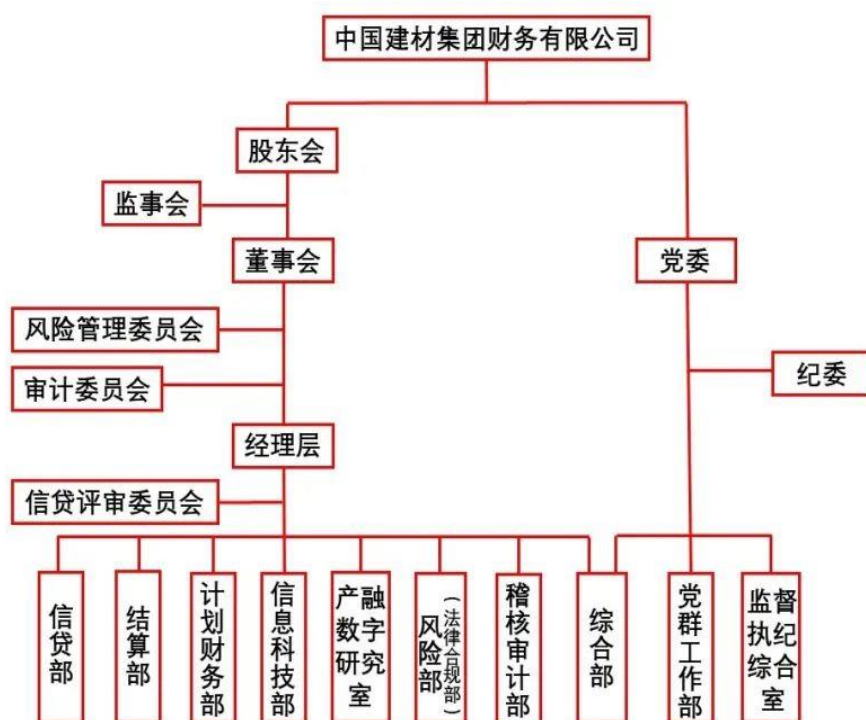 中国建材集团财务有限公司
股东会
监事会
董事会
党委
风险管理委员会
审计委员会
纪委
经理层
信贷评审委员会
信贷部
结算部
计划财务部
信息科技部
产融
数字
研究
室
风险部
(法律合规部)
稽核审计部
综合部
党群工作部
监督
执纪
综合
室